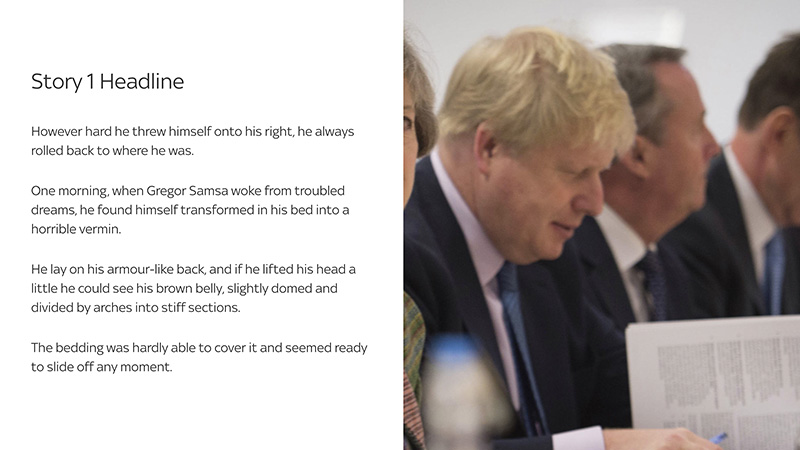 Story 1 Headline
However hard he threw himself onto his right, he always
rolled back to where he was.
One morning, when Gregor Samsa woke from troubled
dreams, he found himself transformed in his bed into a
horrible vermin.
He lay on his armour-like back, and if he lifted his head a
little he could see his brown belly, slightly domed and
divided by arches into stiff sections.
The bedding was hardly able to cover it and seemed ready
to slide off any moment.